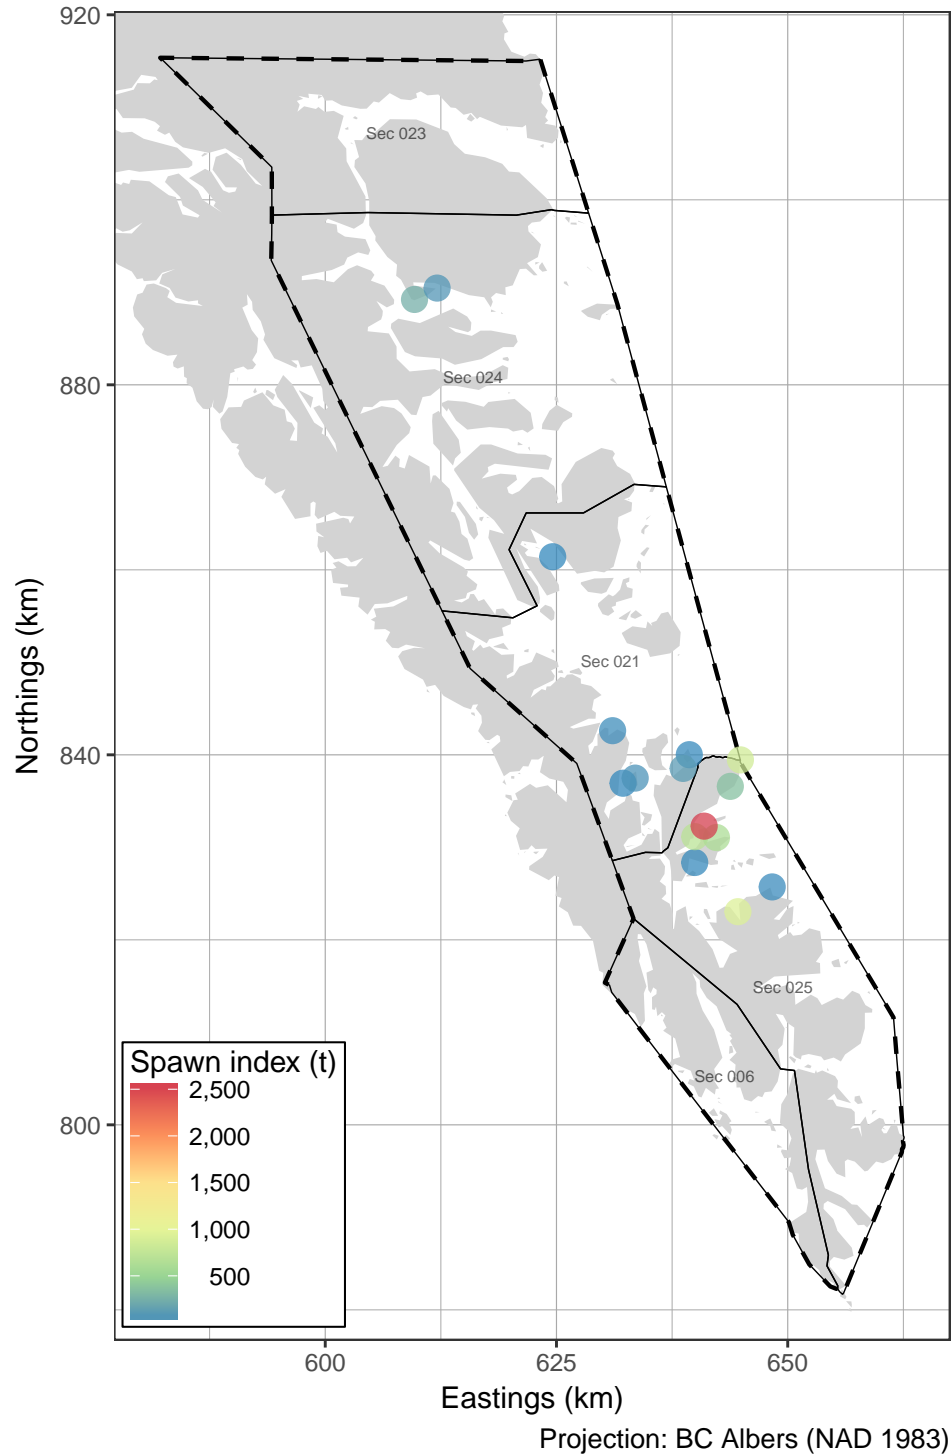 920
Sec 023
880
Sec 024
Sec 021
Northings (km)
840
Sec 025
Sec 006
800
Spawn index (t)
2,500
2,000
1,500
1,000
500
600
625
650
Eastings (km)
Projection: BC Albers (NAD 1983)